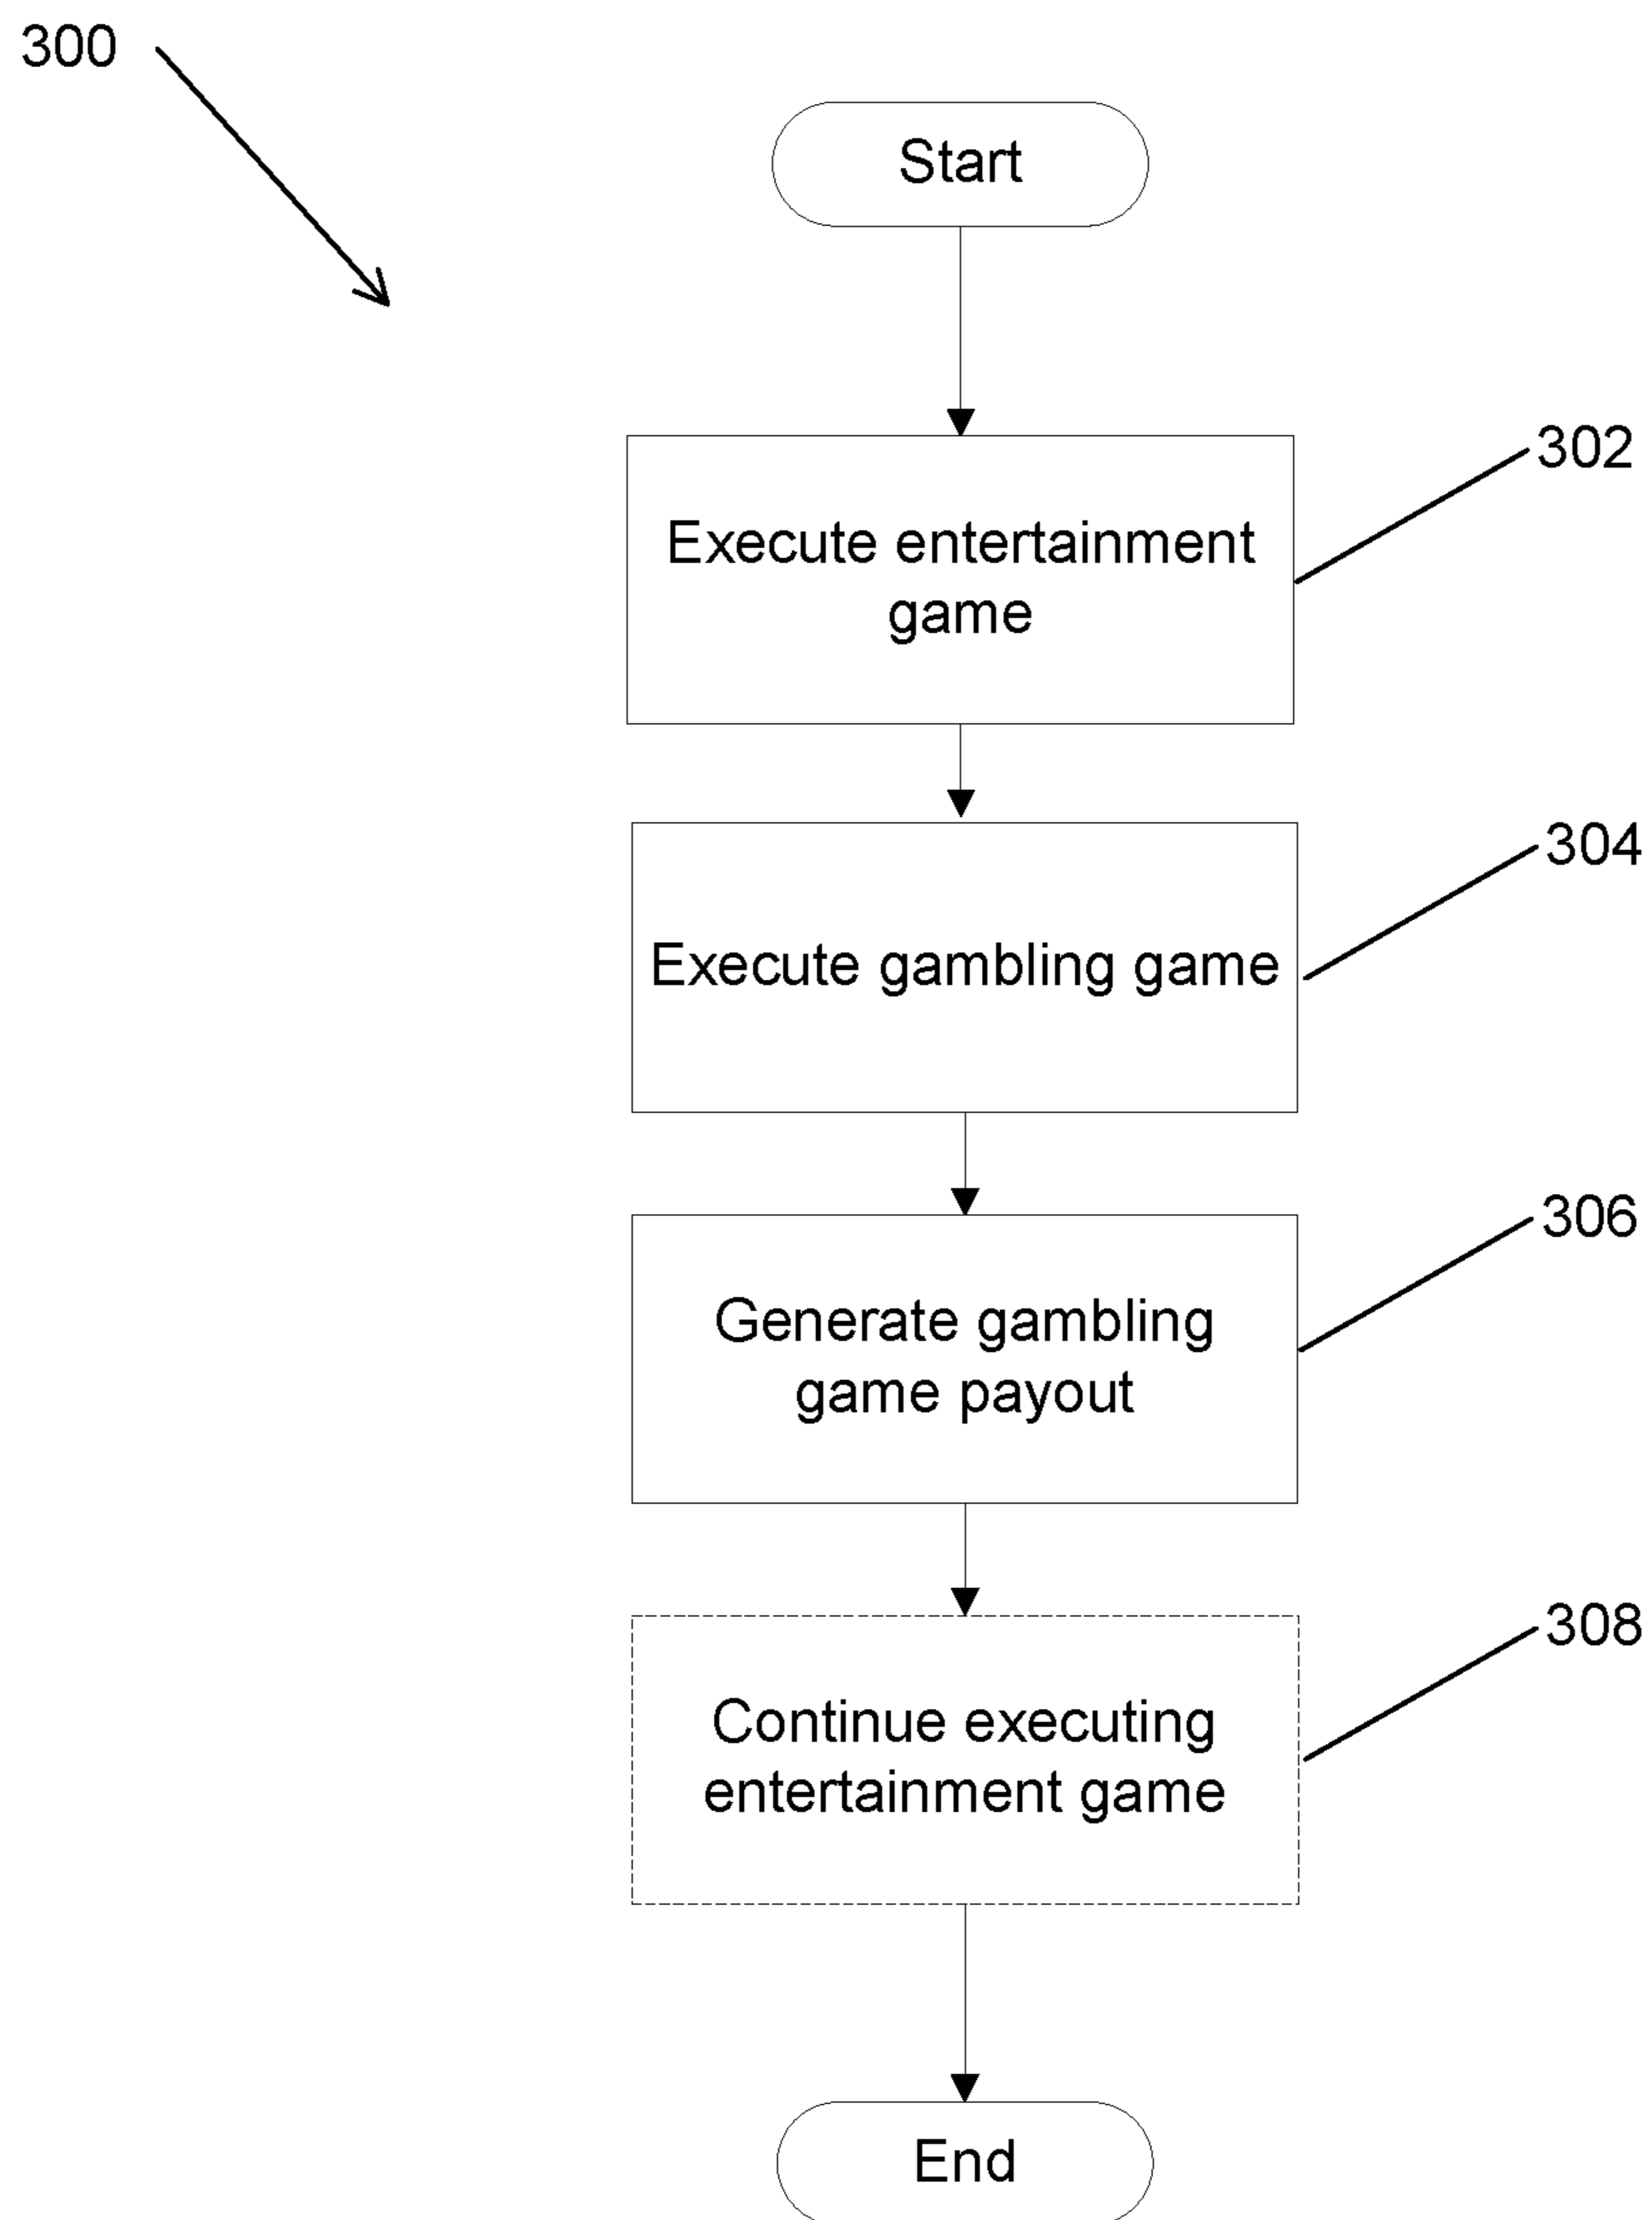 300
Start
302
Execute entertainment
game
304
Execute gambling game
306
Generate gambling
game payout
308
Continue executing
entertainment game
End